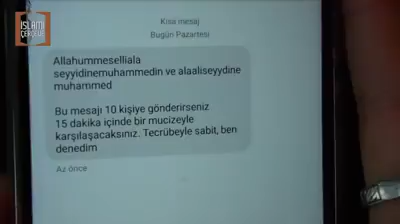 İSLAMİ
ÇERÇEVE
Kısa mesaj
Bugün Pazartesi
Allahummeselliala
seyyidinemuhammedin ve alaaliseyydine
muhammed
Bu mesajı 10 kişiye gönderirseniz
15 dakika içinde bir mucizeyle
karşılaşacaksınız. Tecrübeyle sabit, ben
denedim
Az önce